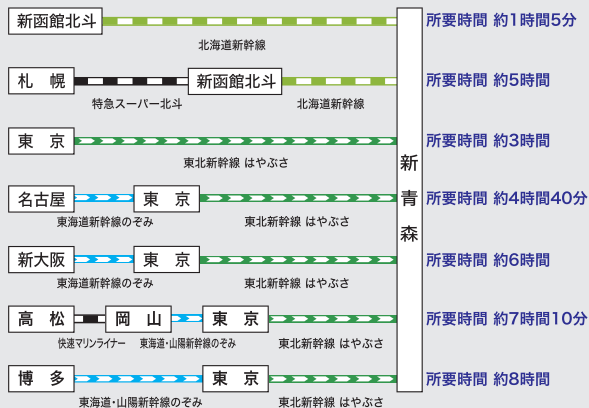 新函館北斗
北海道新幹線
所要時間 約1時間5分
札 幌
特急スーパー北斗
新函館北斗
北海道新幹線
所要時間 約5時間
東 京
東北新幹線 はやぶさ
所要時間 約3時間
新青森
名古屋
東海道新幹線のぞみ
東 京
東北新幹線 はやぶさ
所要時間 約4時間40分
新大阪
東海道新幹線のぞみ
東 京
東北新幹線 はやぶさ
所要時間 約6時間
高 松
快速マリンライナー
岡 山
東海道・山陽新幹線のぞみ
東 京
東北新幹線 はやぶさ
所要時間 約7時間10分
博 多
東海道・山陽新幹線のぞみ
東 京
東北新幹線 はやぶさ
所要時間 約8時間